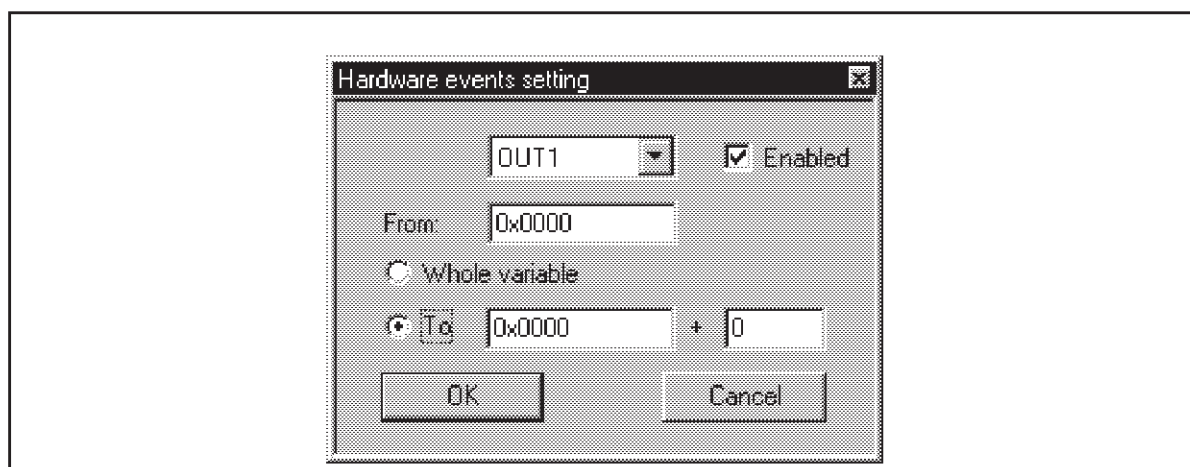 Hardware events setting
OUT1 Enabled
From: 0x0000
Whole variable
To 0x0000 + 0
OK Cancel